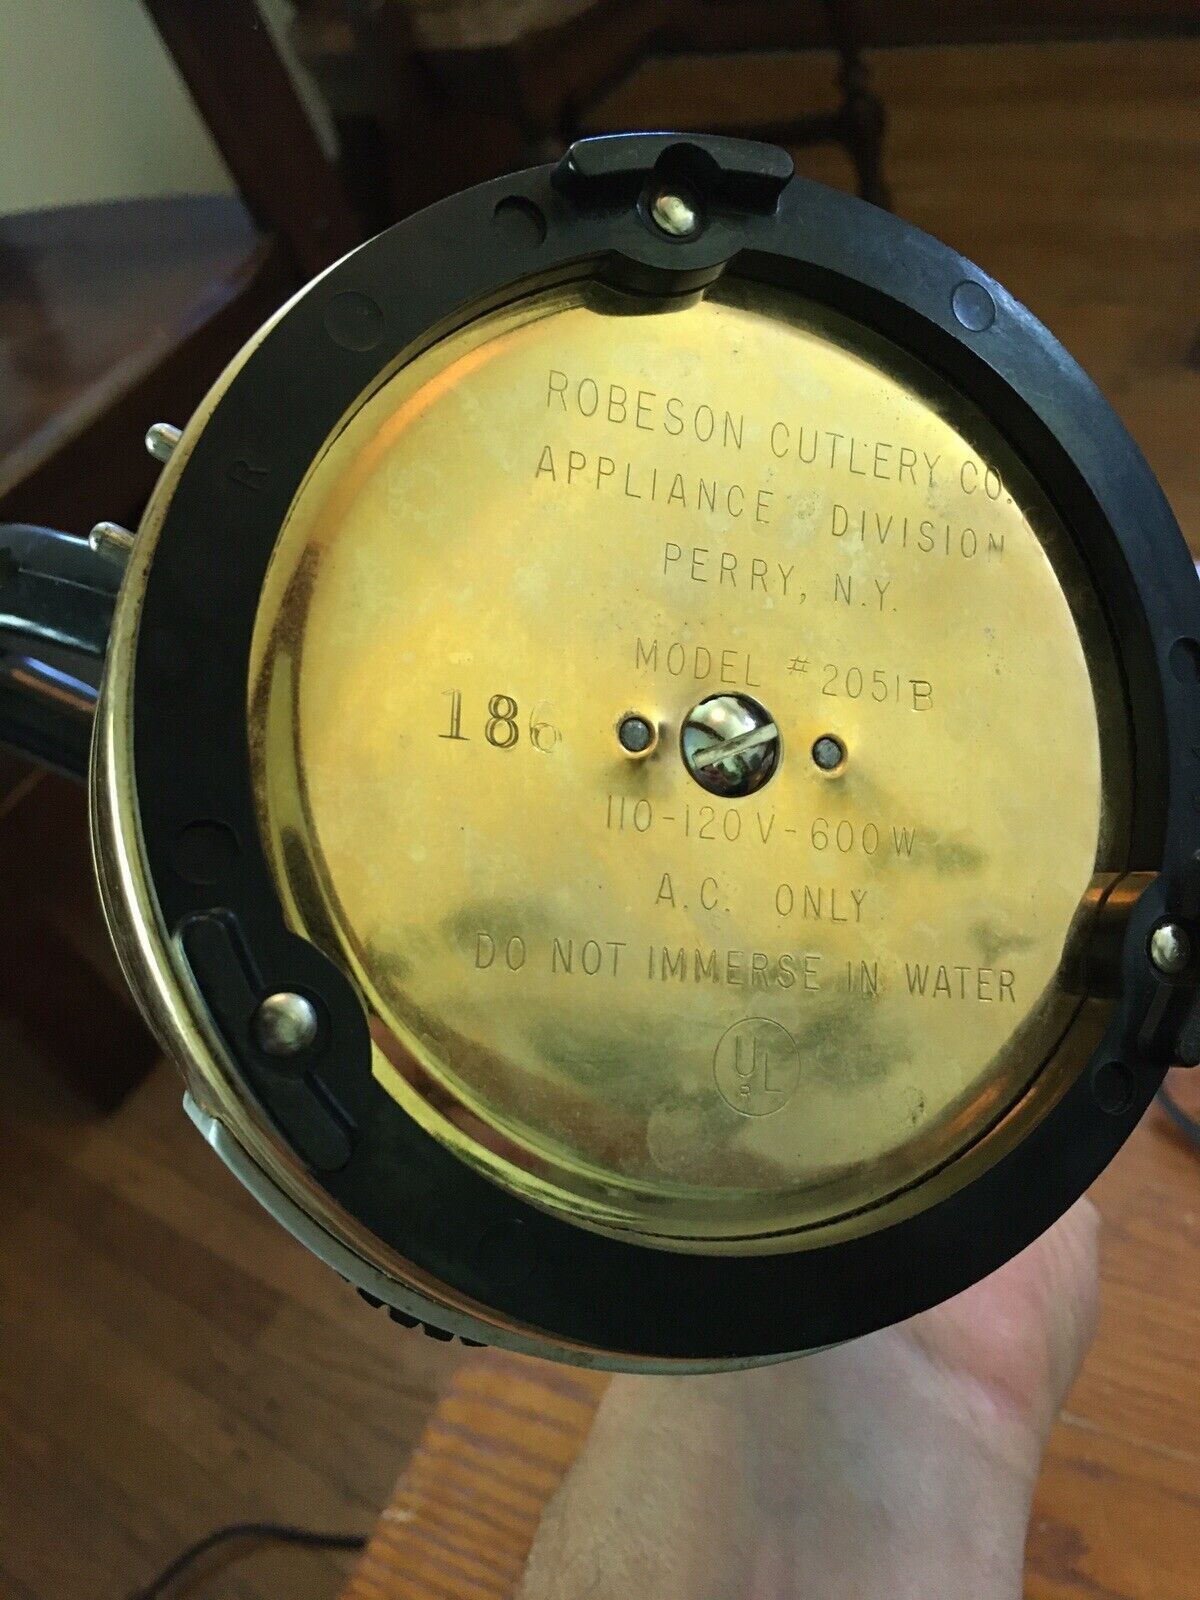 ROBESON CUTLERY CO.
APPLIANCE DIVISION
PERRY, N.Y.
MODEL #2051B
186
110-120V-600W
A.C. ONLY
DO NOT IMMERSE IN WATER
UL
R
R